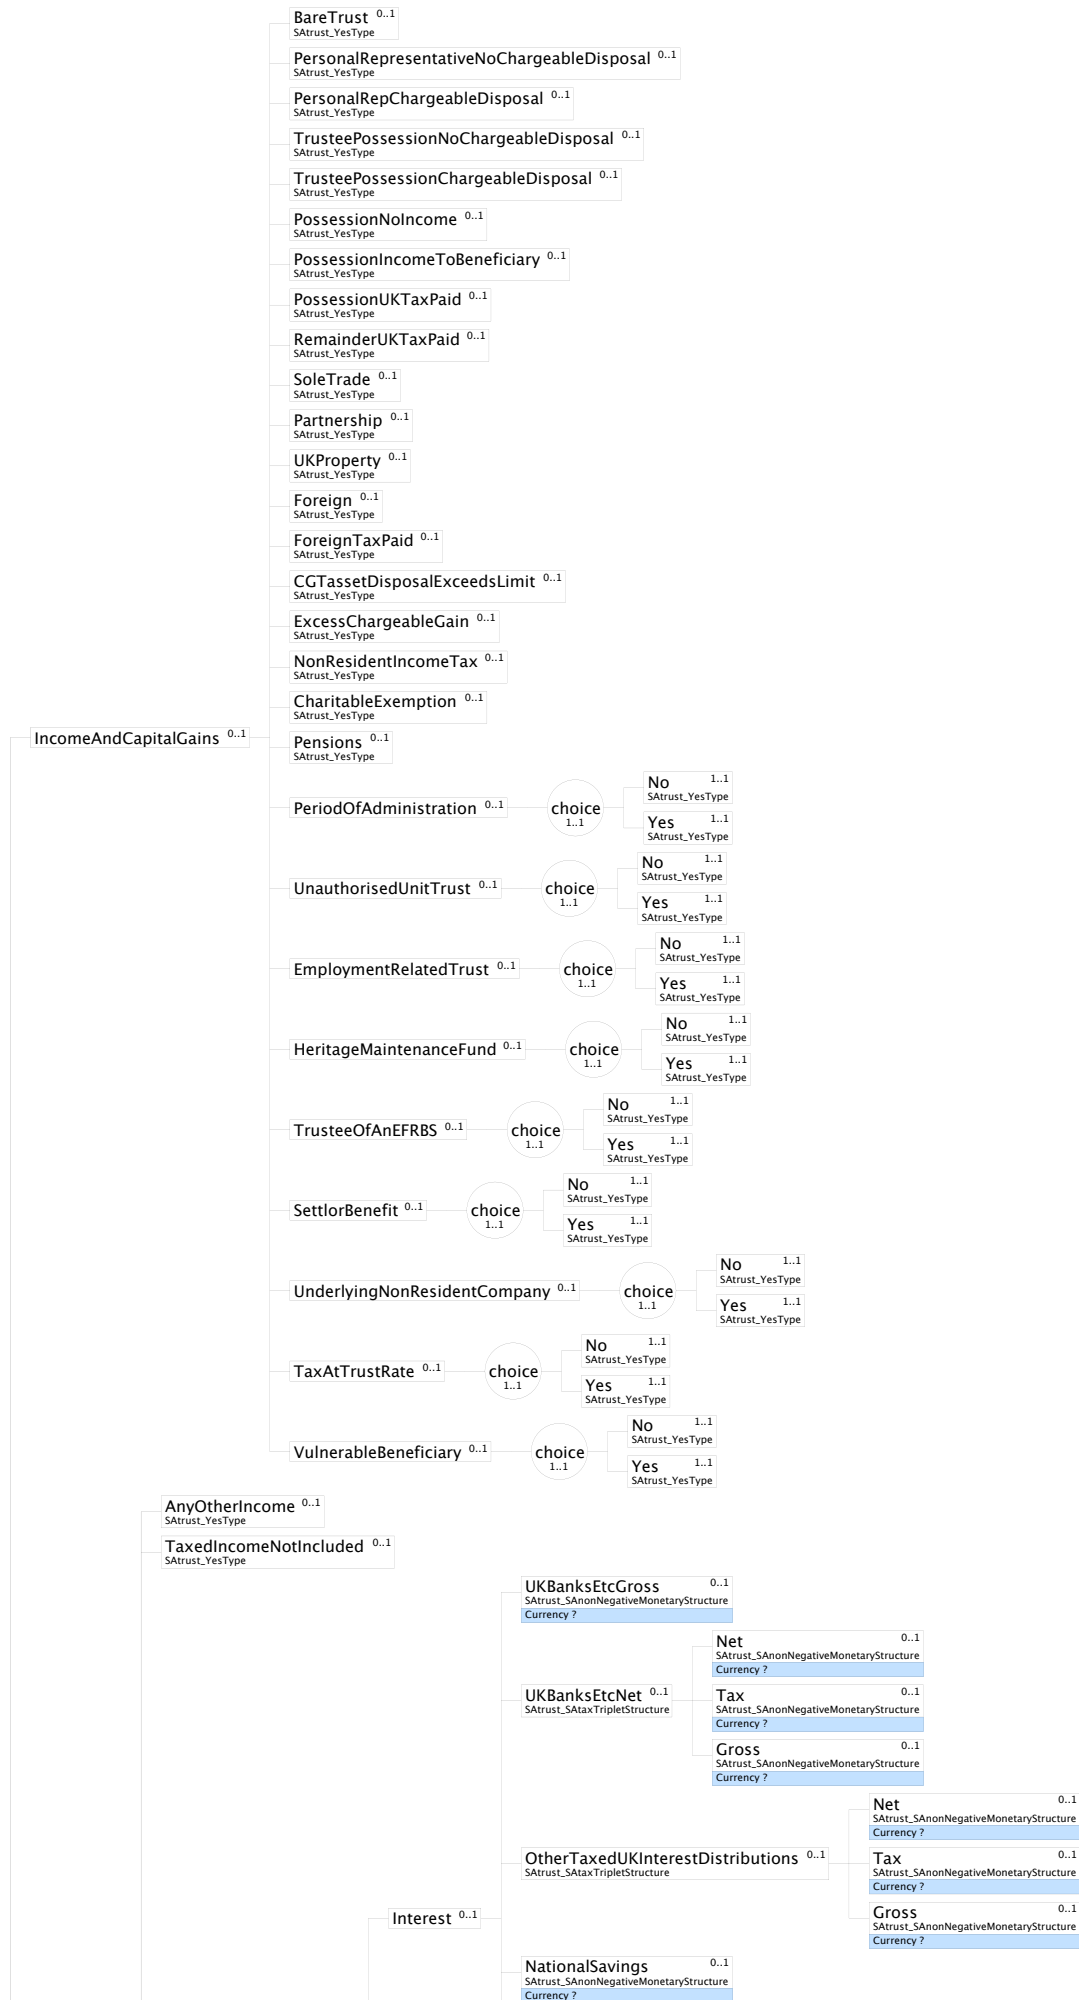 BareTrust 0..1
SAtrust_YesType
PersonalRepresentativeNoChargeableDisposal 0..1
SAtrust_YesType
PersonalRepChargeableDisposal 0..1
SAtrust_YesType
TrusteePossessionNoChargeableDisposal 0..1
SAtrust_YesType
TrusteePossessionChargeableDisposal 0..1
SAtrust_YesType
PossessionNoIncome 0..1
SAtrust_YesType
PossessionIncomeToBeneficiary 0..1
SAtrust_YesType
PossessionUKTaxPaid 0..1
SAtrust_YesType
RemainderUKTaxPaid 0..1
SAtrust_YesType
SoleTrade 0..1
SAtrust_YesType
Partnership 0..1
SAtrust_YesType
UKProperty 0..1
SAtrust_YesType
Foreign 0..1
SAtrust_YesType
ForeignTaxPaid 0..1
SAtrust_YesType
CGTassetDisposalExceedsLimit 0..1
SAtrust_YesType
ExcessChargeableGain 0..1
SAtrust_YesType
NonResidentIncomeTax 0..1
SAtrust_YesType
CharitableExemption 0..1
SAtrust_YesType
IncomeAndCapitalGains 0..1
Pensions 0..1
SAtrust_YesType
PeriodOfAdministration 0..1
choice
1..1
No 1..1
SAtrust_YesType
Yes 1..1
SAtrust_YesType
UnauthorisedUnitTrust 0..1
choice
1..1
No 1..1
SAtrust_YesType
Yes 1..1
SAtrust_YesType
EmploymentRelatedTrust 0..1
choice
1..1
No 1..1
SAtrust_YesType
Yes 1..1
SAtrust_YesType
HeritageMaintenanceFund 0..1
choice
1..1
No 1..1
SAtrust_YesType
Yes 1..1
SAtrust_YesType
TrusteeOfAnEFRBS 0..1
choice
1..1
No 1..1
SAtrust_YesType
Yes 1..1
SAtrust_YesType
SettlorBenefit 0..1
choice
1..1
No 1..1
SAtrust_YesType
Yes 1..1
SAtrust_YesType
UnderlyingNonResidentCompany 0..1
choice
1..1
No 1..1
SAtrust_YesType
Yes 1..1
SAtrust_YesType
TaxAtTrustRate 0..1
choice
1..1
No 1..1
SAtrust_YesType
Yes 1..1
SAtrust_YesType
VulnerableBeneficiary 0..1
choice
1..1
No 1..1
SAtrust_YesType
Yes 1..1
SAtrust_YesType
AnyOtherIncome 0..1
SAtrust_YesType
TaxedIncomeNotIncluded 0..1
SAtrust_YesType
UKBanksEtcGross 0..1
SAtrust_SAnonNegativeMonetaryStructure
Currency ?
UKBanksEtcNet 0..1
SAtrust_SAtaxTripletStructure
Net 0..1
SAtrust_SAnonNegativeMonetaryStructure
Currency ?
Tax 0..1
SAtrust_SAnonNegativeMonetaryStructure
Currency ?
Gross 0..1
SAtrust_SAnonNegativeMonetaryStructure
Currency ?
OtherTaxedUKInterestDistributions 0..1
SAtrust_SAtaxTripletStructure
Net 0..1
SAtrust_SAnonNegativeMonetaryStructure
Currency ?
Tax 0..1
SAtrust_SAnonNegativeMonetaryStructure
Currency ?
Gross 0..1
SAtrust_SAnonNegativeMonetaryStructure
Currency ?
Interest 0..1
NationalSavings 0..1
SAtrust_SAnonNegativeMonetaryStructure
Currency ?